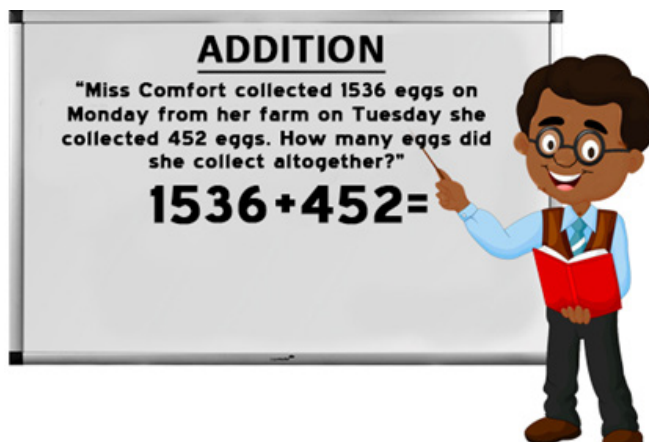 ADDITION
"Miss Comfort collected 1536 eggs on
Monday from her farm on Tuesday she
collected 452 eggs. How many eggs did
she collect altogether?"
1536+452=